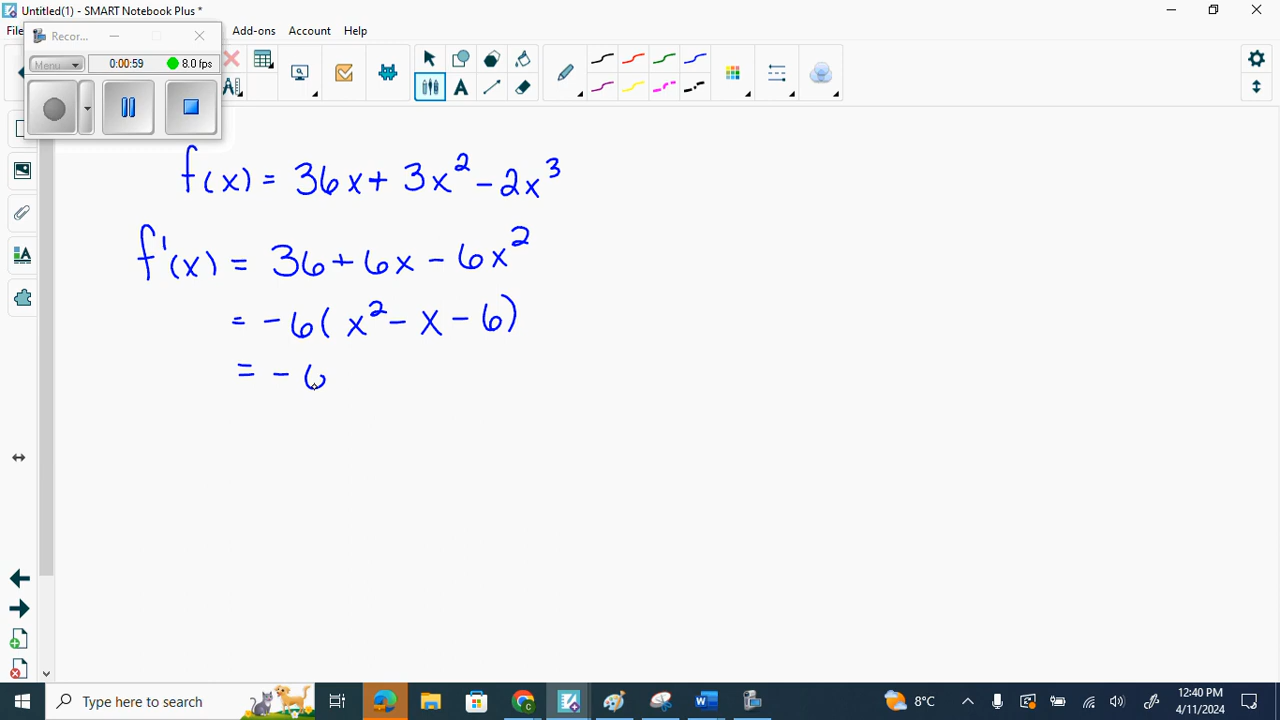 Untitled(1) - SMART Notebook Plus *
File
Add-ons Account Help
Recor...
Menu 0:00:59 8.0 fps
f(x) = 36x + 3x² - 2x³
f'(x) = 36 + 6x - 6x²
= -6(x² - x - 6)
= -6
Type here to search
8°C
12:40 PM
4/11/2024